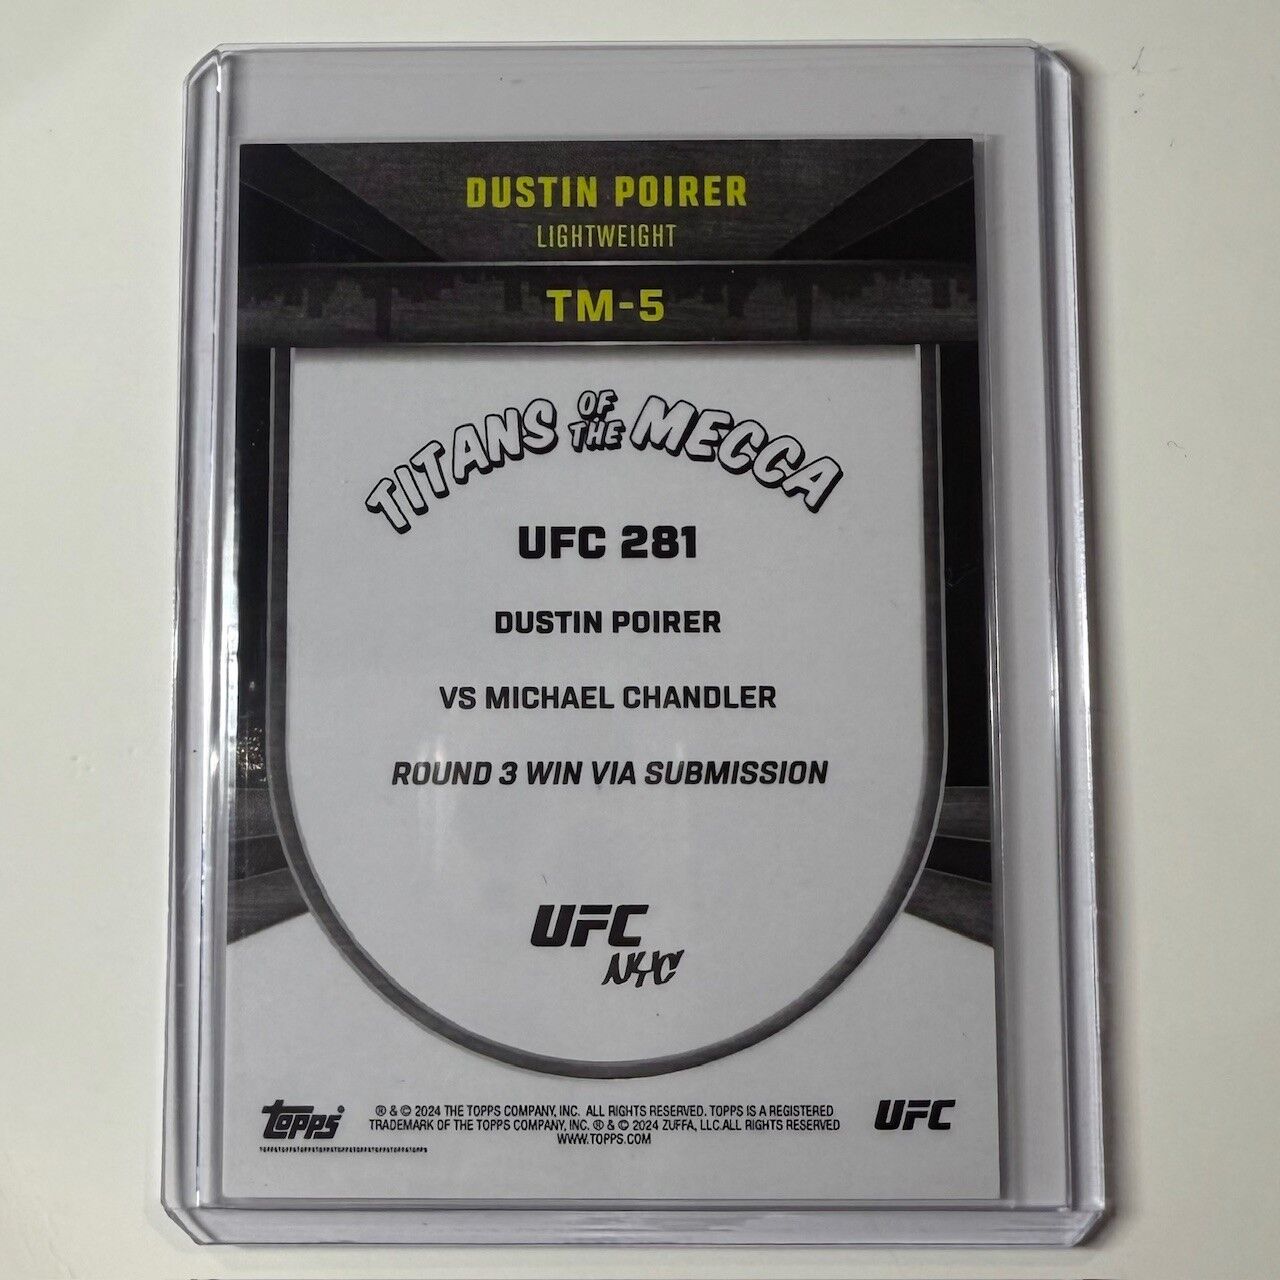 DUSTIN POIRER
LIGHTWEIGHT
TM-5
TITANS OF THE MECCA
UFC 281
DUSTIN POIRER
VS MICHAEL CHANDLER
ROUND 3 WIN VIA SUBMISSION
UFC
NYC
topps
® & © 2024 THE TOPPS COMPANY, INC. ALL RIGHTS RESERVED. TOPPS IS A REGISTERED
TRADEMARK OF THE TOPPS COMPANY, INC. ® & © 2024 ZUFFA, LLC.ALL RIGHTS RESERVED
WWW.TOPPS.COM
UFC